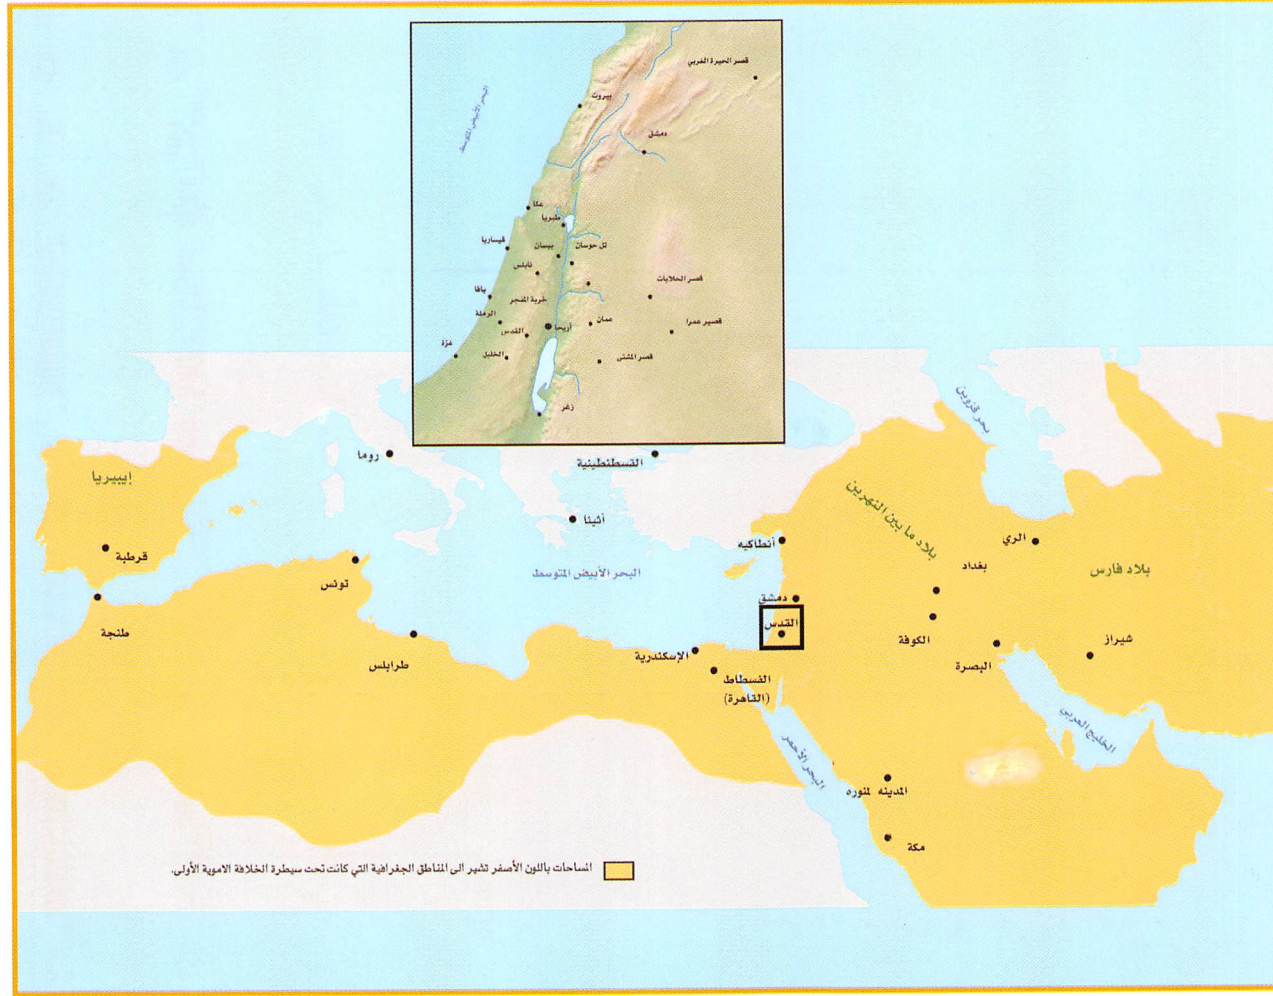 قصر الحيرة الغربي
البحر الأبيض المتوسط
بيروت
دمشق
عكا
طبريا
قيساريا
بيسان
تل حوسان
نابلس
قصر الحلابات
يافا
خربة المفجر
الرملة
القدس
أريحا
عمان
قصير عمرا
غزة
الخليل
قصر المشتى
زغر
بحر قزوين
روما
القسطنطينية
إيبيريا
بلاد ما بين النهرين
أثينا
أنطاكيه
الري
قرطبة
تونس
البحر الأبيض المتوسط
بغداد
بلاد فارس
دمشق
القدس
طنجة
طرابلس
الإسكندرية
الكوفة
البصرة
شيراز
الفسطاط
(القاهرة)
البحر الأحمر
الخليج العربي
المدينه لمنوره
مكة
المساحات باللون الأصفر تشير الى المناطق الجغرافية التي كانت تحت سيطرة الخلافة الاموية الأولى.